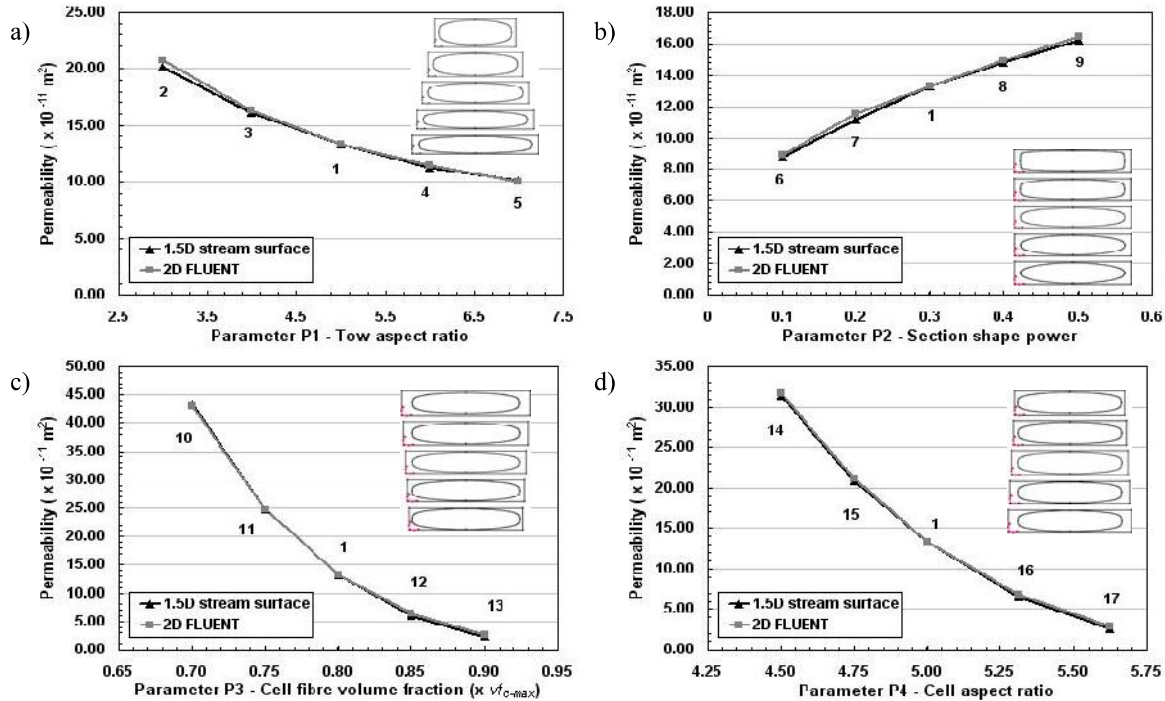 a)
Permeability ( x 10 -11 m2)
25.00
20.00
15.00
10.00
5.00
0.00
2
3
1
4
5
1.5D stream surface
2D FLUENT
2.5 3.5 4.5 5.5 6.5 7.5
Parameter P1 - Tow aspect ratio
b)
Permeability ( x 10 -11 m2)
18.00
16.00
14.00
12.00
10.00
8.00
6.00
4.00
2.00
0.00
9
8
1
7
6
1.5D stream surface
2D FLUENT
0 0.1 0.2 0.3 0.4 0.5 0.6
Parameter P2 - Section shape power
c)
Permeability ( x 10 -11 m2)
50.00
45.00
40.00
35.00
30.00
25.00
20.00
15.00
10.00
5.00
0.00
10
11
1
12
13
1.5D stream surface
2D FLUENT
0.65 0.70 0.75 0.80 0.85 0.90 0.95
Parameter P3 - Cell fibre volume fraction (x vfc-max)
d)
Permeability ( x 10 -11 m2)
35.00
30.00
25.00
20.00
15.00
10.00
5.00
0.00
14
15
1
16
17
1.5D stream surface
2D FLUENT
4.25 4.50 4.75 5.00 5.25 5.50 5.75
Parameter P4 - Cell aspect ratio